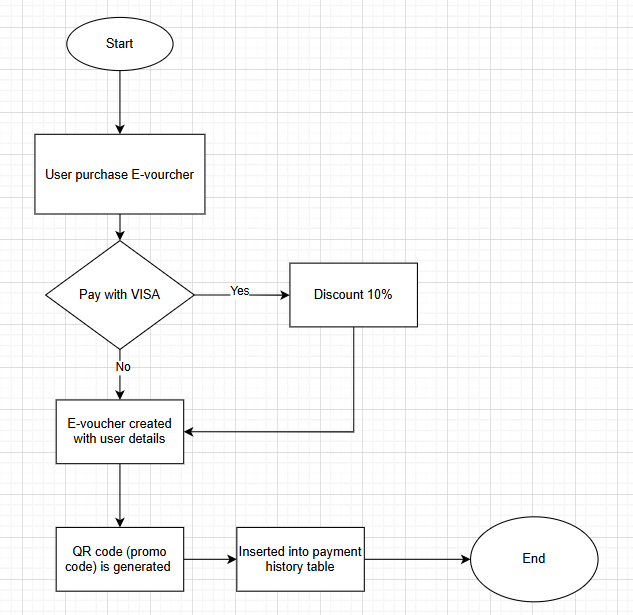 Start
User purchase E-vourcher
Pay with VISA
Yes
Discount 10%
No
E-voucher created
with user details
QR code (promo
code) is generated
Inserted into payment
history table
End